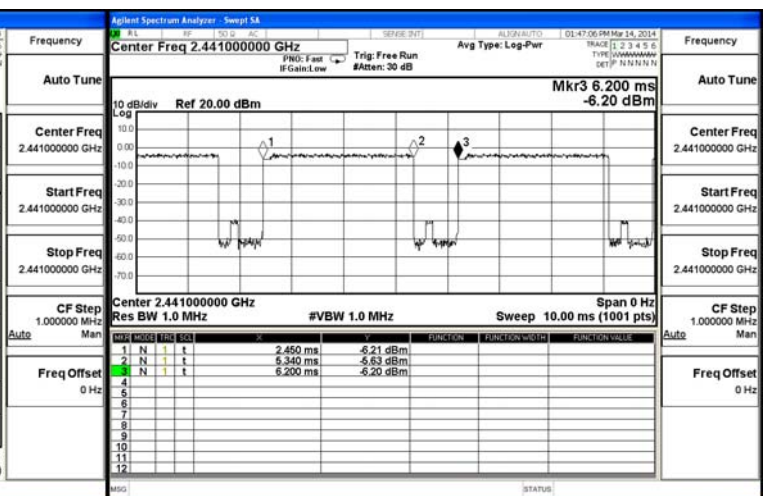 Agilent Spectrum Analyzer - Swept SA
RL RF 50 Ω AC SENSE:INT ALIGNAUTO 01:47:06 PM Mar 14, 2014
Center Freq 2.441000000 GHz
PNO: Fast
IFGain:Low
Trig: Free Run
#Atten: 30 dB
Avg Type: Log-Pwr
TRACE 1 2 3 4 5 6
TYPE
DET P N N N N N
Mkr3 6.200 ms
-6.20 dBm
10 dB/div Ref 20.00 dBm
Log
10.0
0.00
-10.0
-20.0
-30.0
-40.0
-50.0
-60.0
-70.0
1
2
3
Center 2.441000000 GHz Span 0 Hz
Res BW 1.0 MHz #VBW 1.0 MHz Sweep 10.00 ms (1001 pts)
MKR MODE TRC SCL X Y FUNCTION FUNCTION WIDTH FUNCTION VALUE
1 N 1 t 2.450 ms -6.21 dBm
2 N 1 t 5.340 ms -5.63 dBm
3 N 1 t 6.200 ms -6.20 dBm
4
5
6
7
8
9
10
11
12
MSG STATUS
Frequency
Auto Tune
Center Freq
2.441000000 GHz
Start Freq
2.441000000 GHz
Stop Freq
2.441000000 GHz
CF Step
1.000000 MHz
Auto Man
Freq Offset
0 Hz
Frequency
Auto Tune
Center Freq
2.441000000 GHz
Start Freq
2.441000000 GHz
Stop Freq
2.441000000 GHz
CF Step
1.000000 MHz
Auto Man
Freq Offset
0 Hz